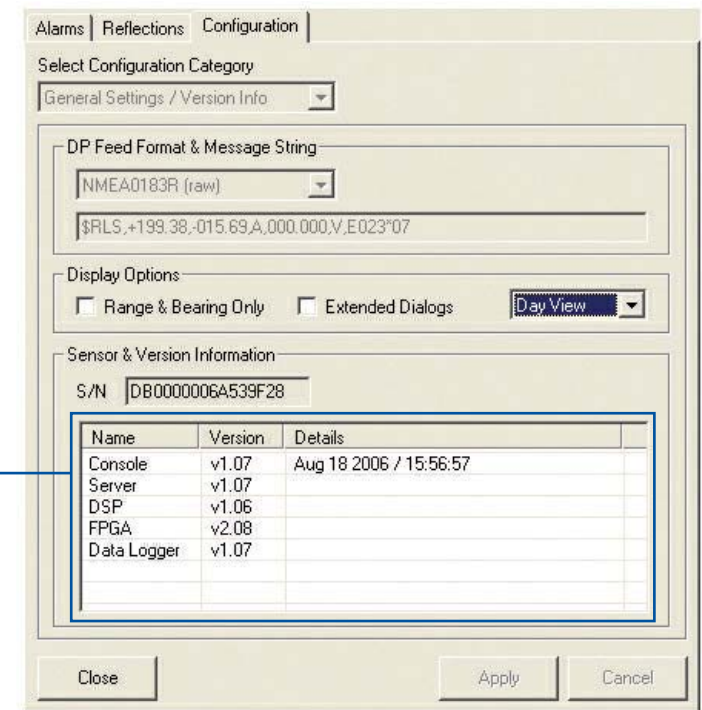 Alarms Reflections Configuration
Select Configuration Category
General Settings / Version Info
DP Feed Format & Message String
NMEA0183R (raw)
$RLS,+199.38,-015.69,A,000.000,V,E023*07
Display Options
Range & Bearing Only Extended Dialogs Day View
Sensor & Version Information
S/N DB0000006A539F28
Name Version Details
Console v1.07 Aug 18 2006 / 15:56:57
Server v1.07
DSP v1.06
FPGA v2.08
Data Logger v1.07
Close Apply Cancel